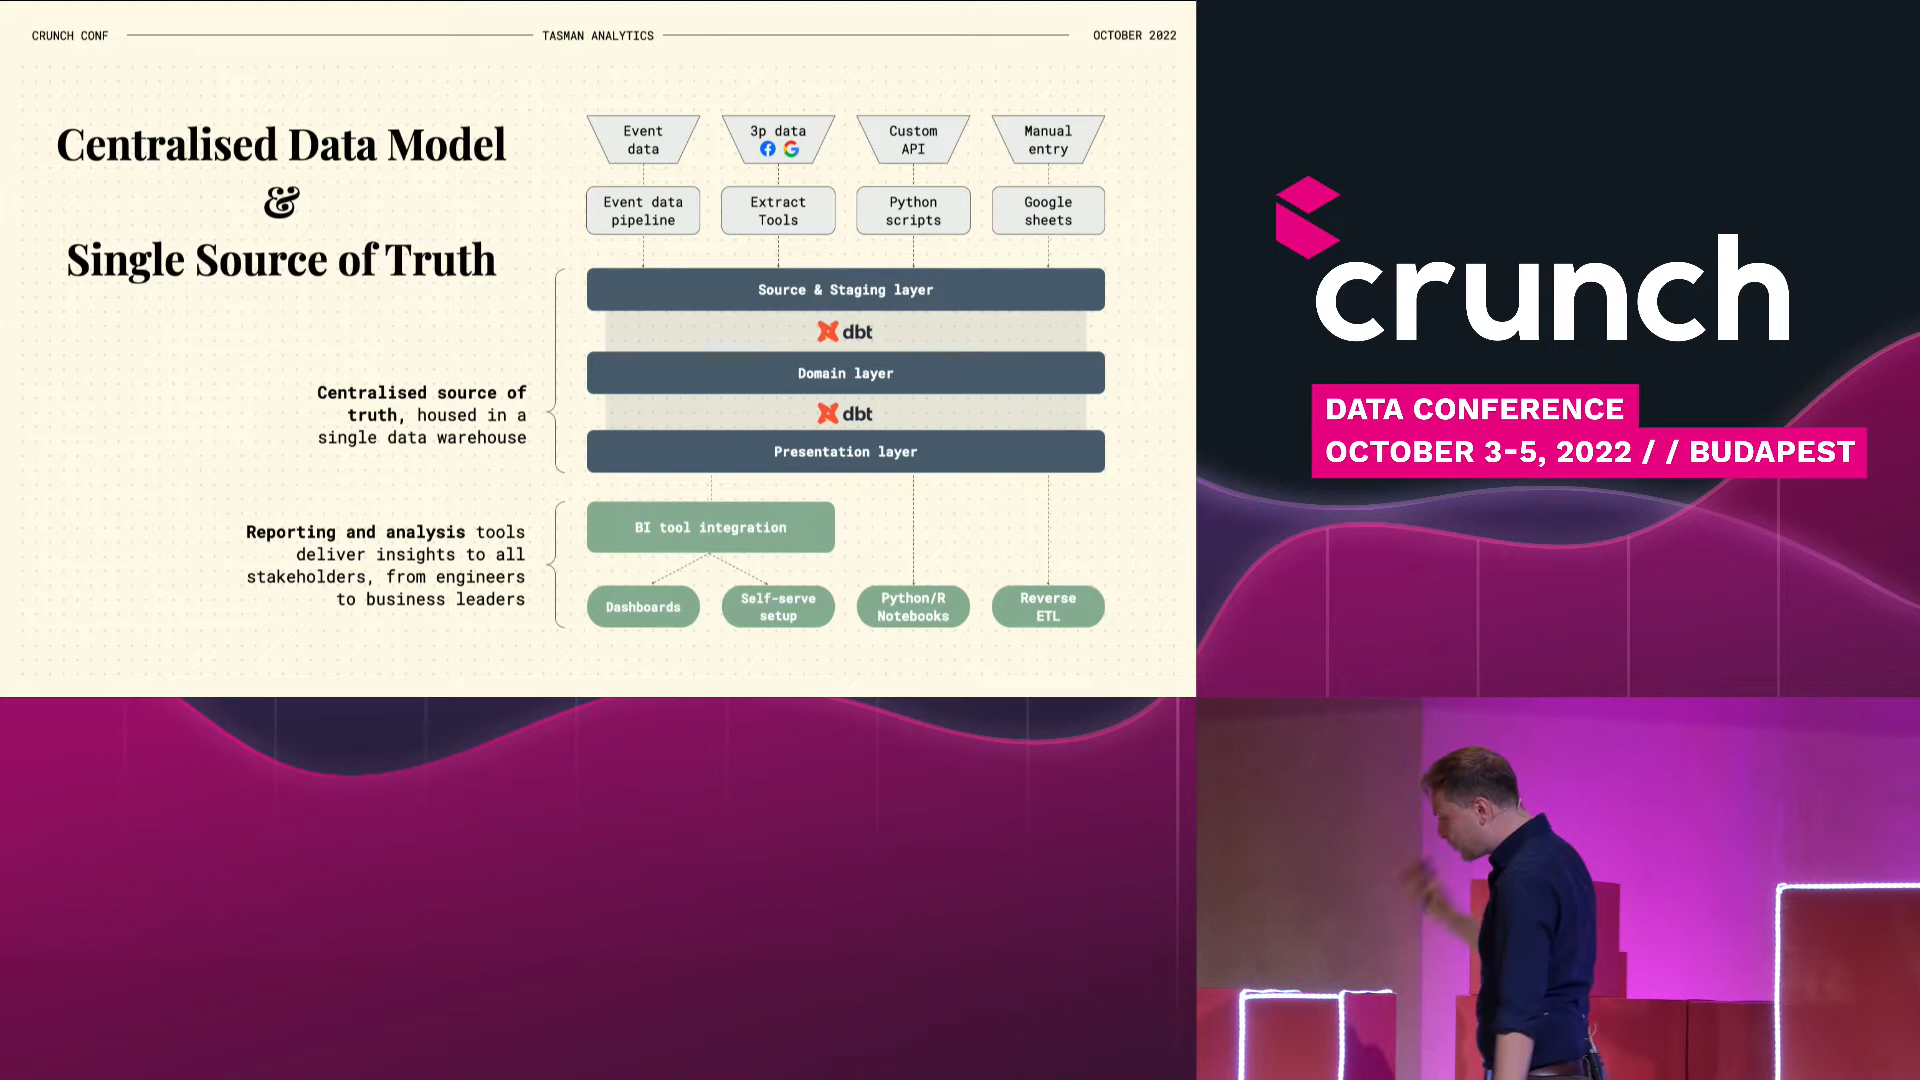 CRUNCH CONF
TASMAN ANALYTICS
OCTOBER 2022
Centralised Data Model
&
Single Source of Truth
Event
data
3p data
Custom
API
Manual
entry
Event data
pipeline
Extract
Tools
Python
scripts
Google
sheets
Source & Staging layer
dbt
Domain layer
dbt
Presentation layer
Centralised source of
truth, housed in a
single data warehouse
BI tool integration
Reporting and analysis tools
deliver insights to all
stakeholders, from engineers
to business leaders
Dashboards
Self-serve
setup
Python/R
Notebooks
Reverse
ETL
crunch
DATA CONFERENCE
OCTOBER 3-5, 2022 // BUDAPEST